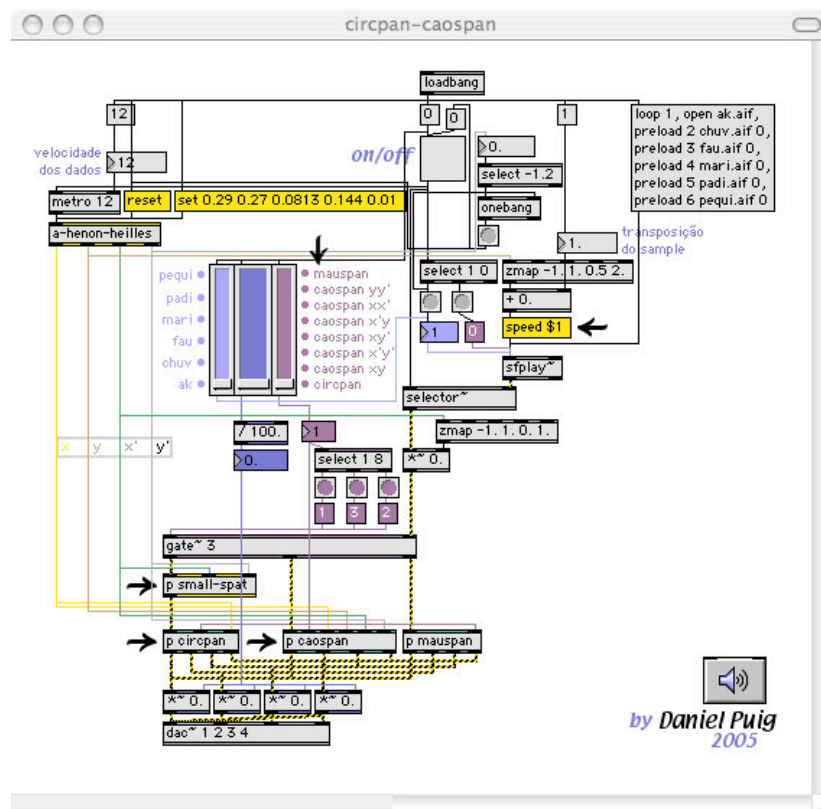 circpan-caospan
loadbang
12
0
0
1
loop 1, open ak.aif,
preload 2 chuv.aif 0,
preload 3 fau.aif 0,
preload 4 mari.aif 0,
preload 5 padi.aif 0,
preload 6 pequi.aif 0
velocidade
dos dados
12
on/off
0.
select -1.2
metro 12
reset
set 0.29 0.27 0.0813 0.144 0.01
onebang
a-henon-heilles
1.
transposição
do sample
pequi
padi
mari
fau
chuv
ak
mauspan
caospan yy'
caospan xx'
caospan x'y
caospan xy'
caospan x'y'
caospan xy
circpan
select 1 0
zmap -1. 1. 0.5 2.
+ 0.
1
0
speed $1
sfplay~
selector~
/ 100.
1
zmap -1. 1. 0. 1.
x y x' y'
0.
select 1 8
*~ 0.
1
3
2
gate~ 3
p small-spat
p circpan
p caospan
p mauspan
*~ 0.
*~ 0.
*~ 0.
*~ 0.
dac~ 1 2 3 4
by Daniel Puig
2005